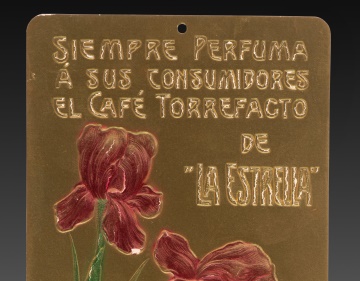 SIEMPRE PERFUMA
Á SUS CONSUMIDORES
EL CAFÉ TORREFACTO
DE
"LA ESTRELLA"